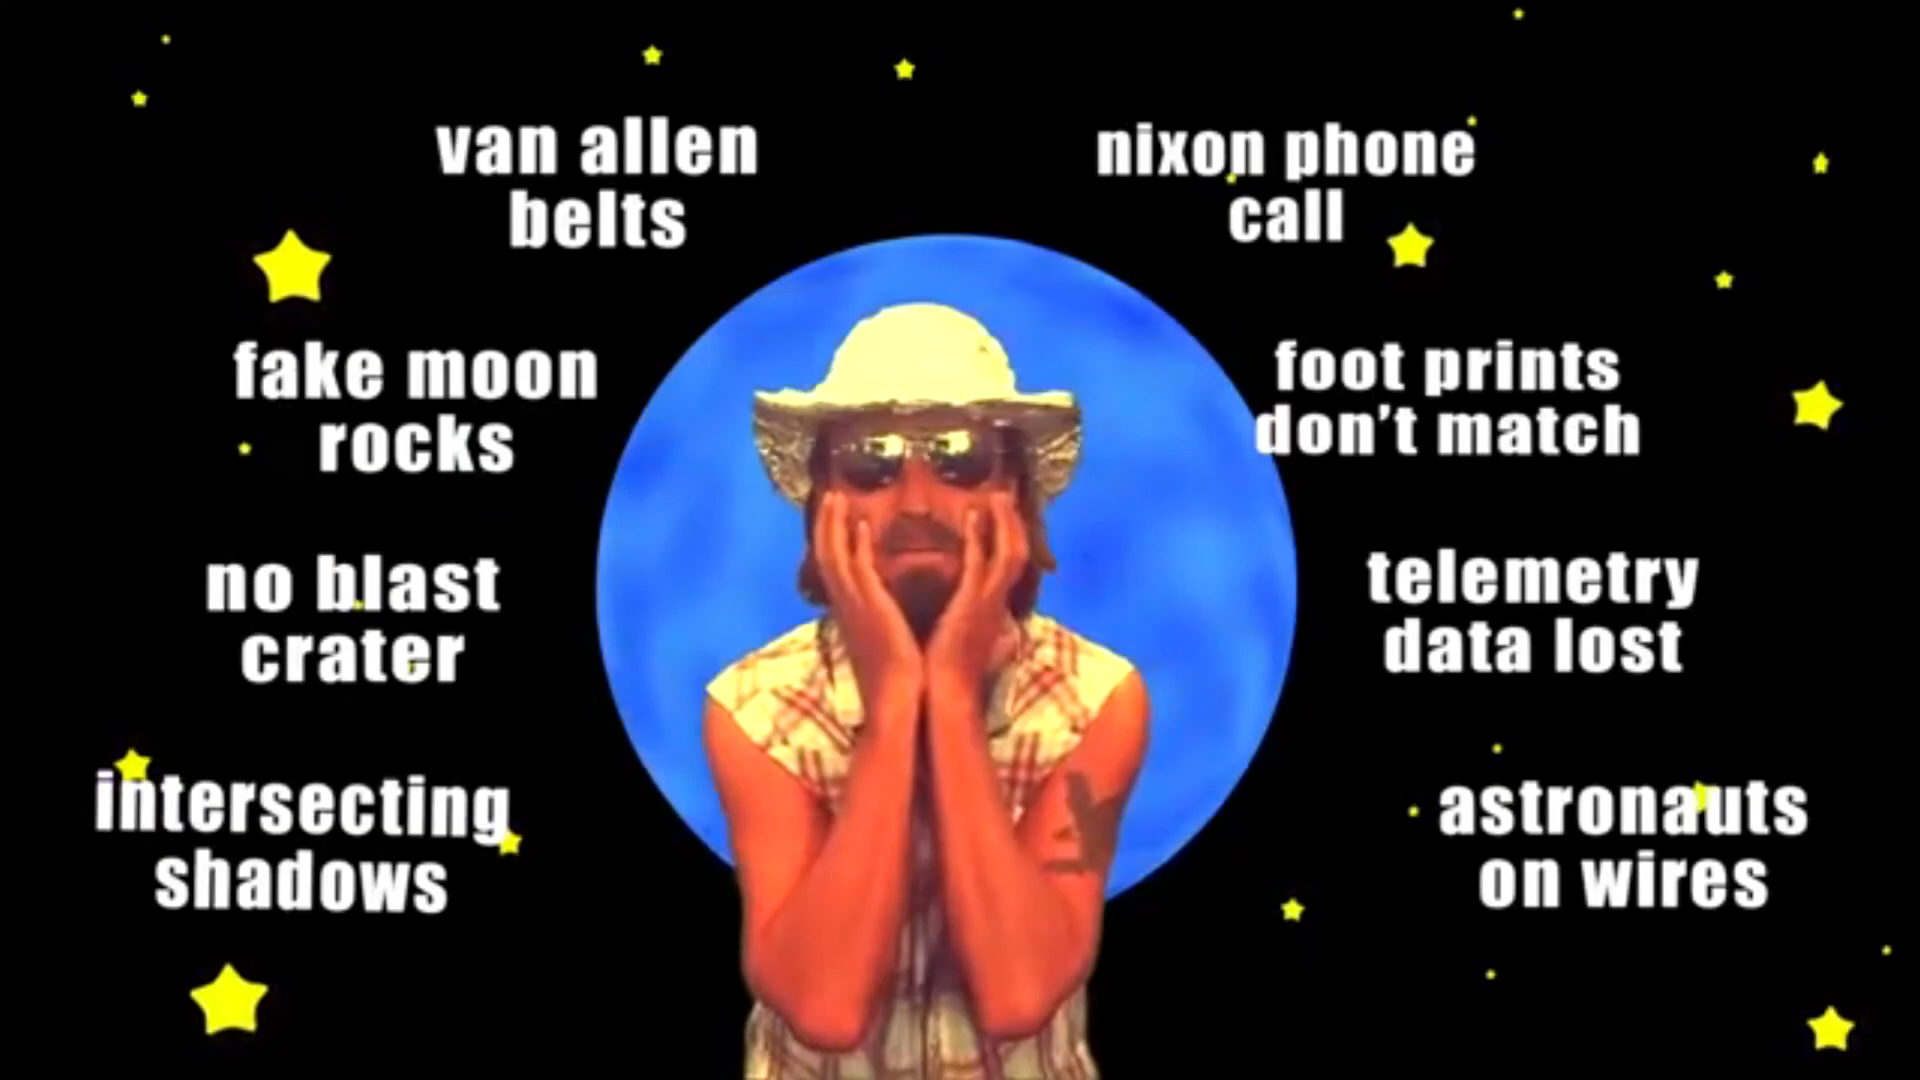 van allen
belts
nixon phone
call
fake moon
rocks
foot prints
don’t match
no blast
crater
telemetry
data lost
intersecting
shadows
astronauts
on wires